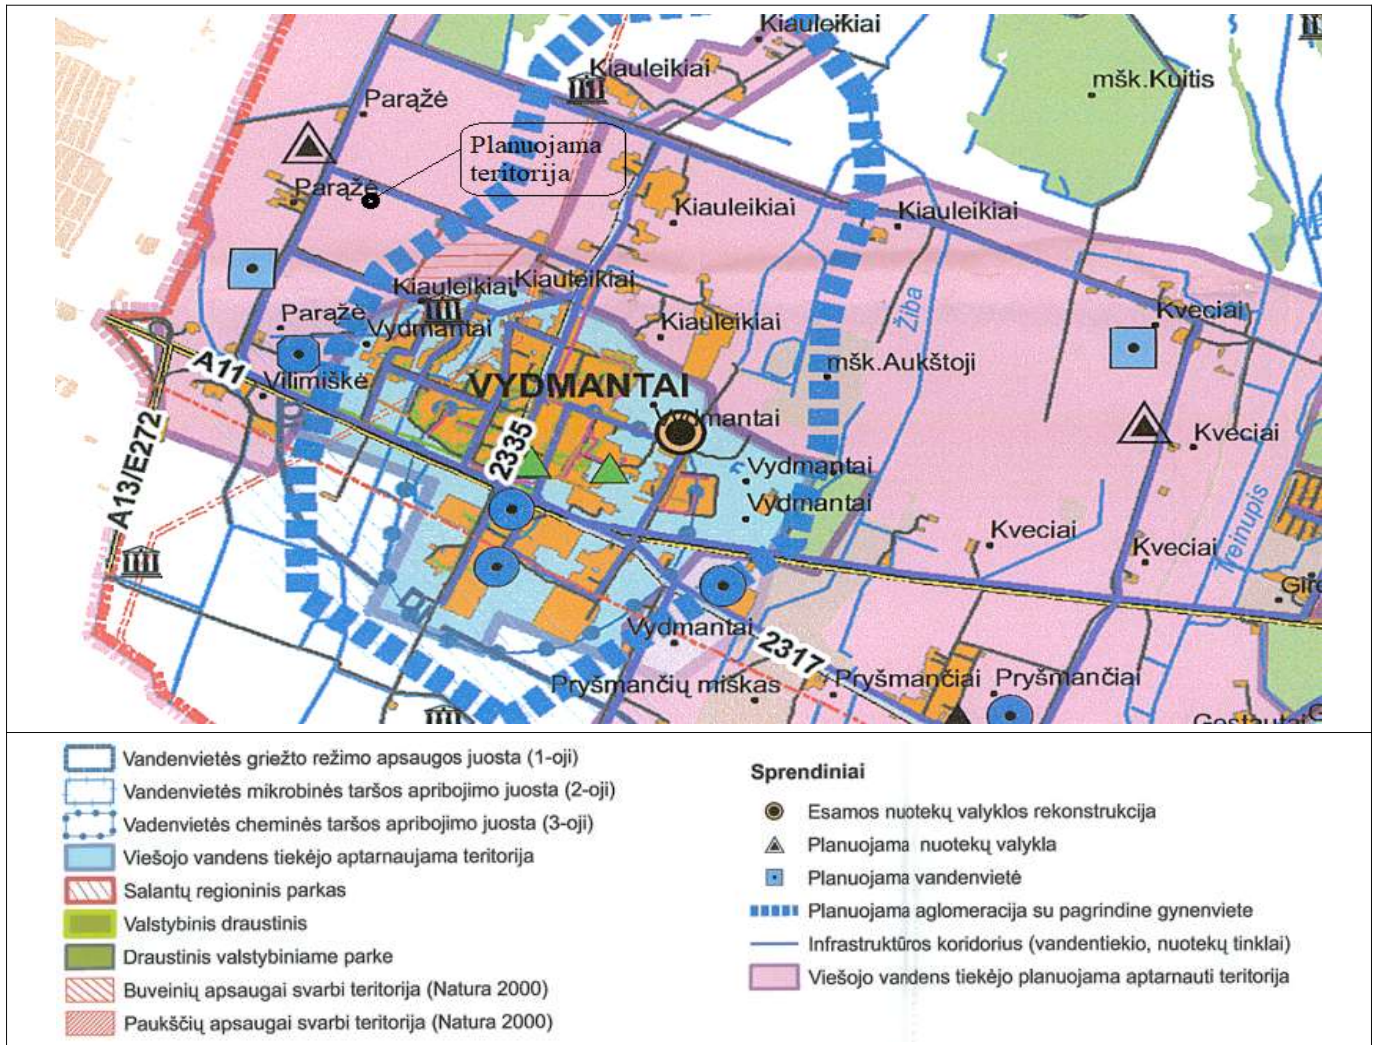 Kiauleikiai
Kiauleikiai
mšk.Kuitis
Parąžė
Planuojama
teritorija
Parąžė
Kiauleikiai
Kiauleikiai
Kiauleikiai
Kiauleikiai
Parąžė
Vydmantai
Kiauleikiai
Žiba
Kveciai
A11
Vilimiškė
VYDMANTAI
mšk.Aukštoji
Vydmantai
Kveciai
2335
A13/E272
Vydmantai
Vydmantai
Kveciai
Kveciai
Treinupis
Vydmantai
2317
Pryšmančių miškas
Pryšmančiai
Pryšmančiai
Vandenvietės griežto režimo apsaugos juosta (1-oji)
Vandenvietės mikrobinės taršos apribojimo juosta (2-oji)
Vadenvietės cheminės taršos apribojimo juosta (3-oji)
Viešojo vandens tiekėjo aptarnaujama teritorija
Salantų regioninis parkas
Valstybinis draustinis
Draustinis valstybiniame parke
Buveinių apsaugai svarbi teritorija (Natura 2000)
Paukščių apsaugai svarbi teritorija (Natura 2000)
Sprendiniai
Esamos nuotekų valyklos rekonstrukcija
Planuojama nuotekų valykla
Planuojama vandenvietė
Planuojama aglomeracija su pagrindine gynenviete
Infrastruktūros koridorius (vandentiekio, nuotekų tinklai)
Viešojo vandens tiekėjo planuojama aptarnauti teritorija